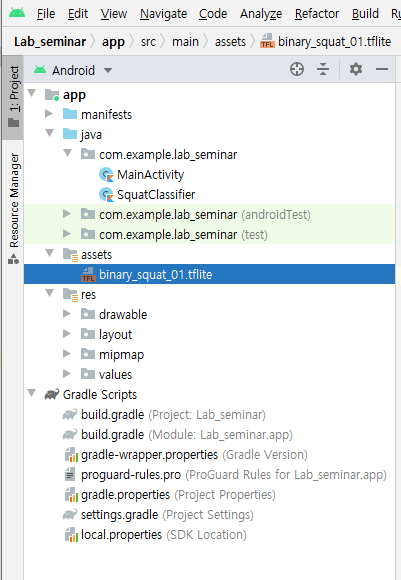 File Edit View Navigate Code Analyze Refactor Build Ru
Lab_seminar app src main assets binary_squat_01.tflite
Android
1: Project
Resource Manager
app
manifests
java
com.example.lab_seminar
MainActivity
SquatClassifier
com.example.lab_seminar (androidTest)
com.example.lab_seminar (test)
assets
binary_squat_01.tflite
res
drawable
layout
mipmap
values
Gradle Scripts
build.gradle (Project: Lab_seminar)
build.gradle (Module: Lab_seminar.app)
gradle-wrapper.properties (Gradle Version)
proguard-rules.pro (ProGuard Rules for Lab_seminar.app)
gradle.properties (Project Properties)
settings.gradle (Project Settings)
local.properties (SDK Location)